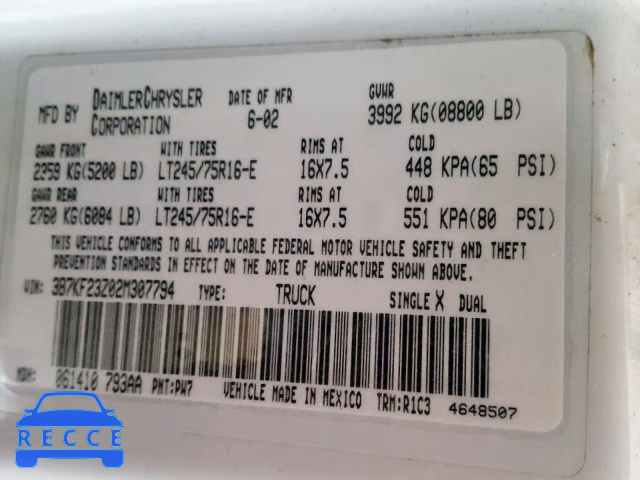 MFD BY DAIMLERCHRYSLER CORPORATION DATE OF MFR 6-02 GVWR 3992 KG(08800 LB)
GAWR FRONT WITH TIRES RIMS AT COLD
2359 KG(5200 LB) LT245/75R16-E 16X7.5 448 KPA(65 PSI)
GAWR REAR WITH TIRES RIMS AT COLD
2760 KG(6084 LB) LT245/75R16-E 16X7.5 551 KPA(80 PSI)
THIS VEHICLE CONFORMS TO ALL APPLICABLE FEDERAL MOTOR VEHICLE SAFETY AND THEFT
PREVENTION STANDARDS IN EFFECT ON THE DATE OF MANUFACTURE SHOWN ABOVE.
VIN: 3B7KF23Z02M307794 TYPE: TRUCK SINGLE X DUAL
MDH: 061410 793AA PNT:PW7 VEHICLE MADE IN MEXICO TRM:R1C3 4648507
RECCE